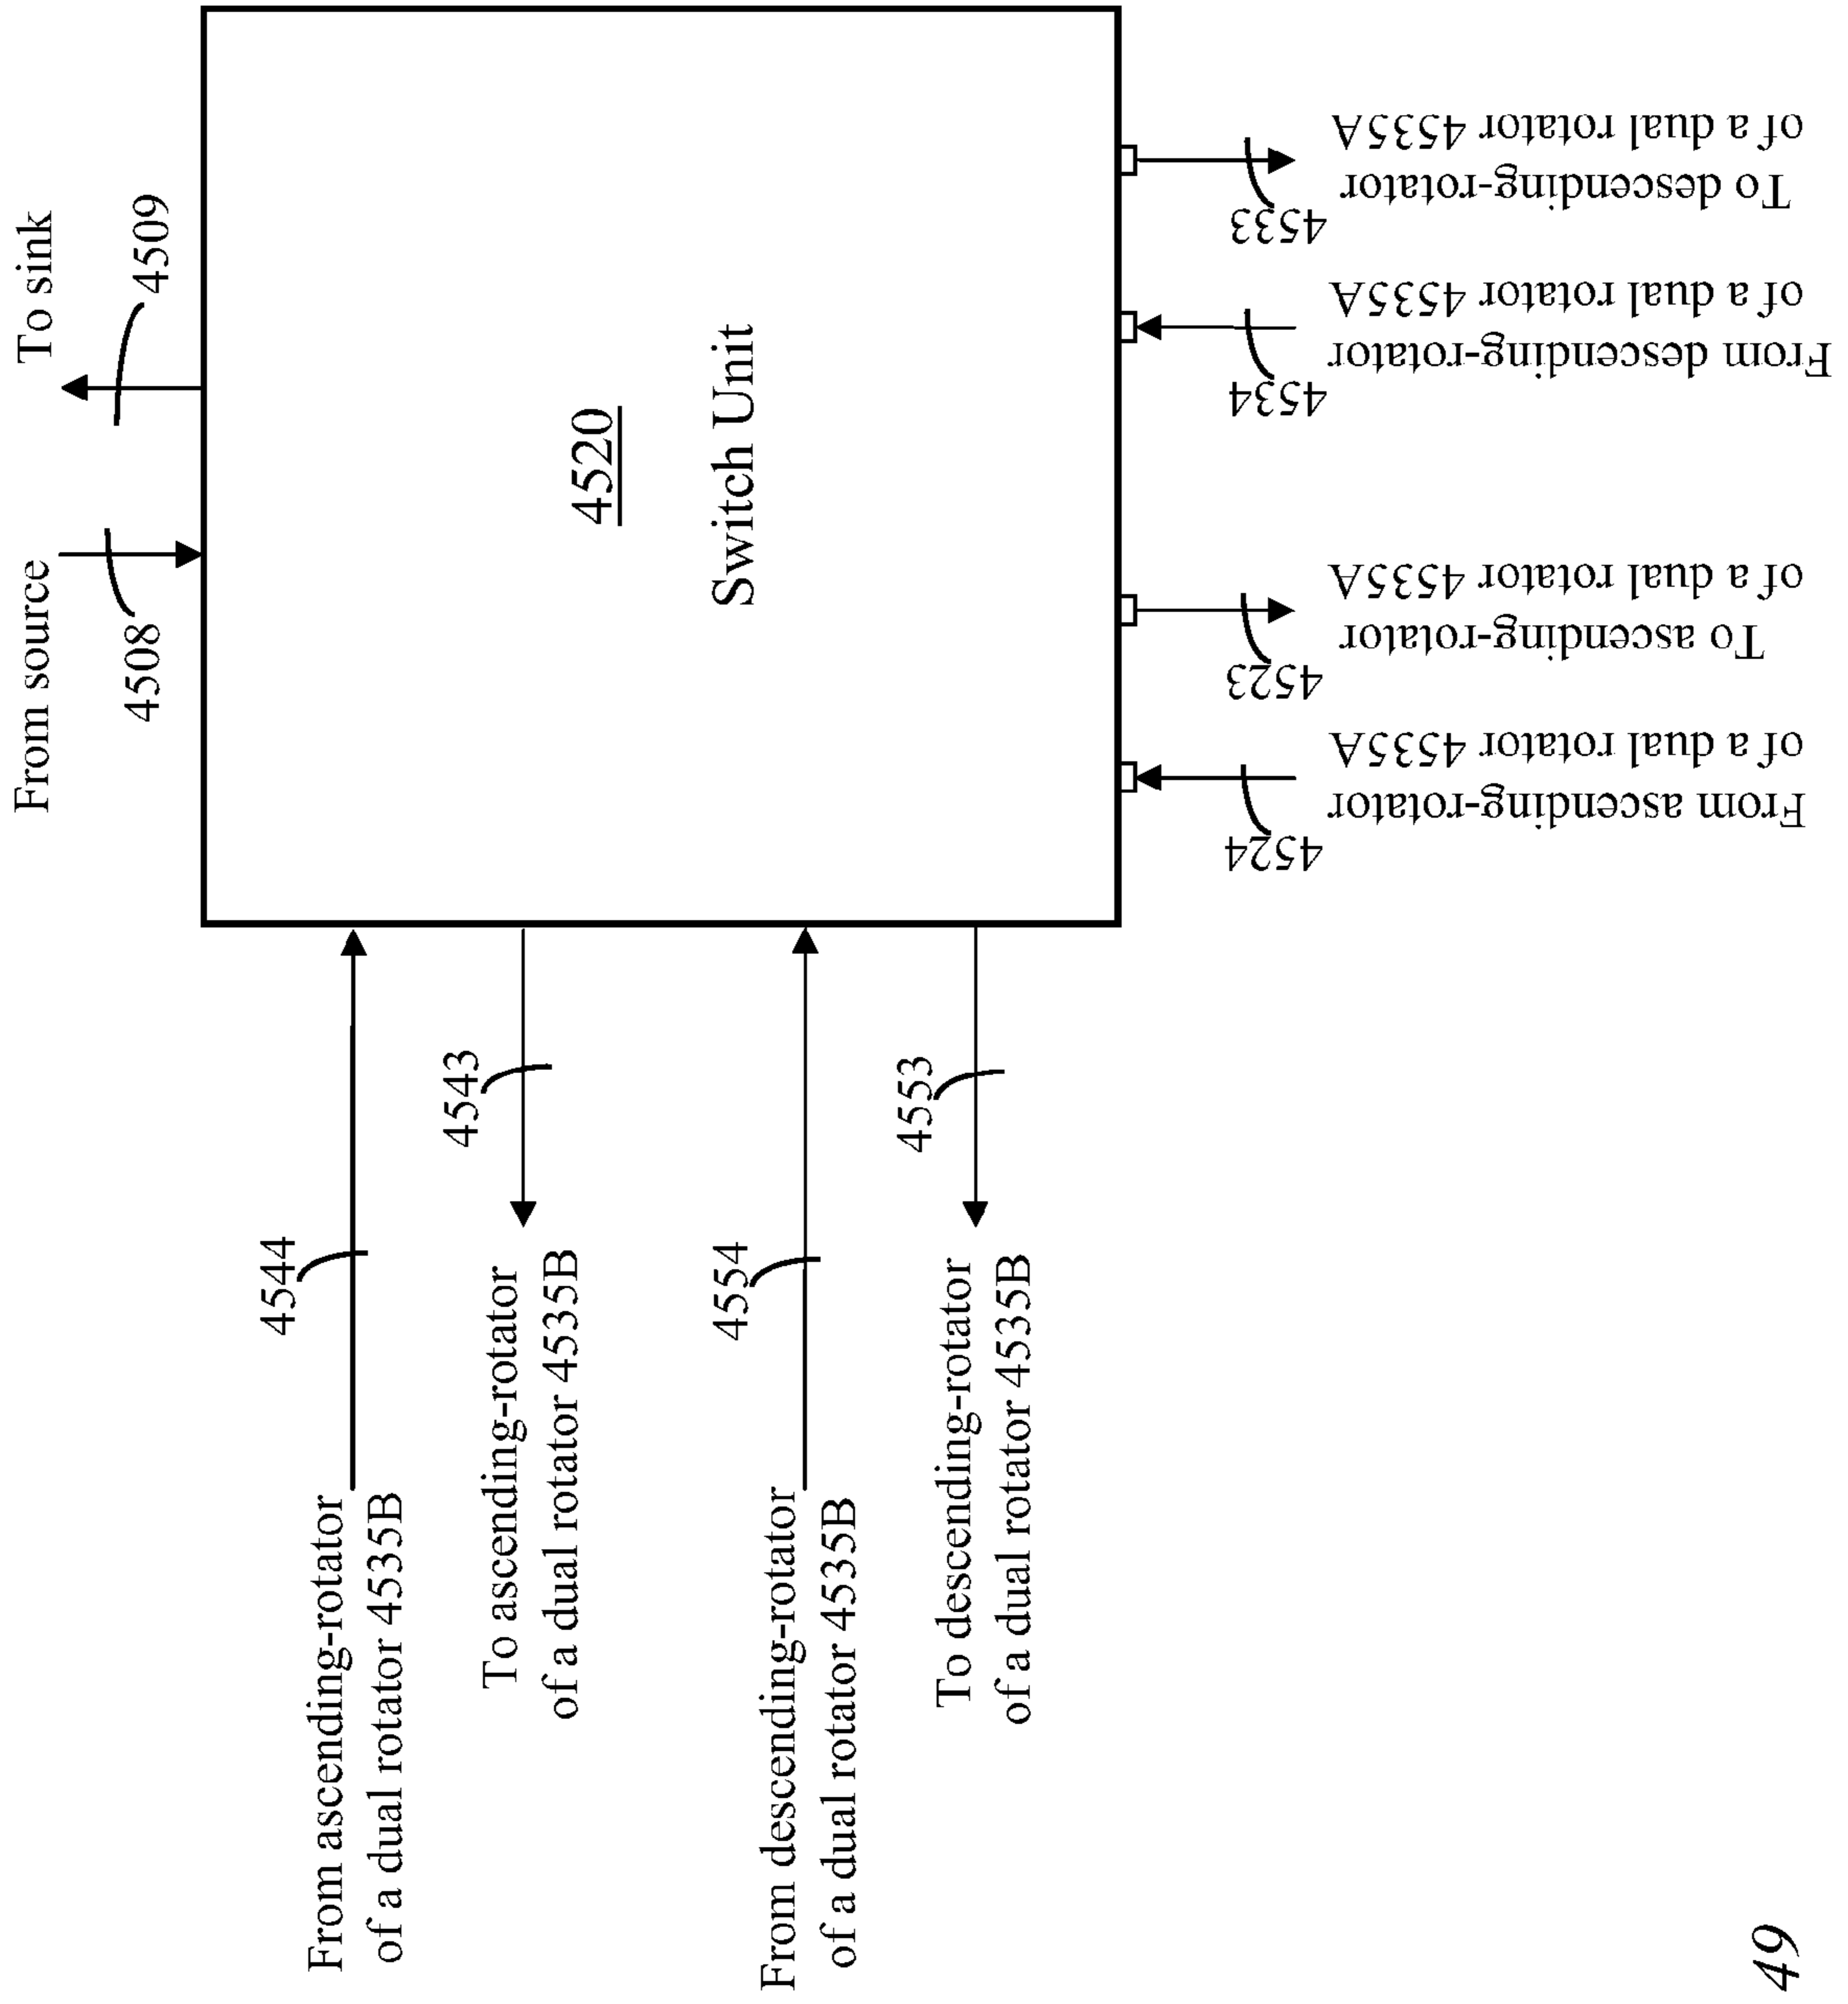 From source
4508
To sink
4509
4520
Switch Unit
4544
From ascending-rotator
of a dual rotator 4535B
4543
To ascending-rotator
of a dual rotator 4535B
4554
From descending-rotator
of a dual rotator 4535B
4553
To descending-rotator
of a dual rotator 4535B
4524
From ascending-rotator
of a dual rotator 4535A
4523
To ascending-rotator
of a dual rotator 4535A
4534
From descending-rotator
of a dual rotator 4535A
4533
To descending-rotator
of a dual rotator 4535A
49